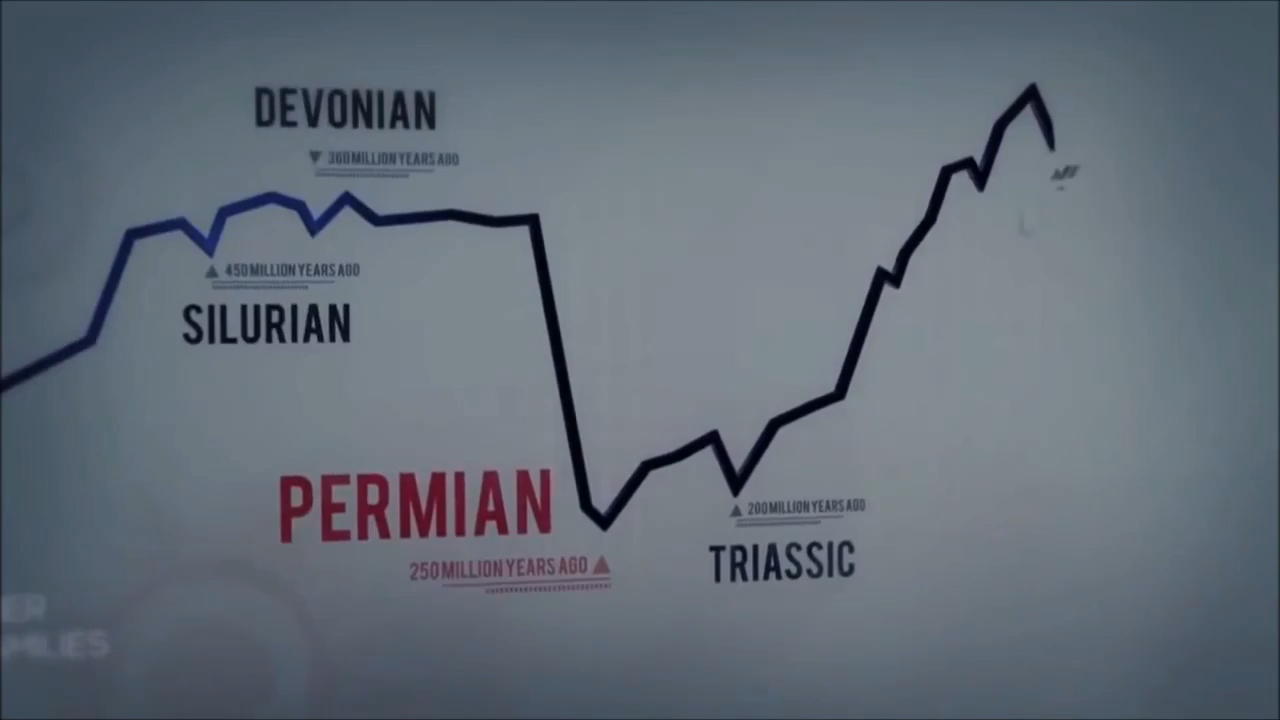 DEVONIAN
▼ 360 MILLION YEARS AGO
▲ 450 MILLION YEARS AGO
SILURIAN
PERMIAN
250 MILLION YEARS AGO ▲
▲ 200 MILLION YEARS AGO
TRIASSIC